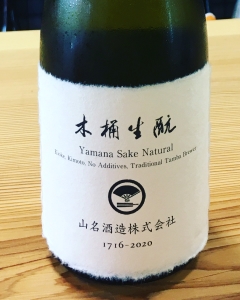 木桶生酛
Yamana Sake Natural
Kioke, Kimoto, No Additives, Traditional Tamba Brewer
山名酒造株式会社
1716-2020